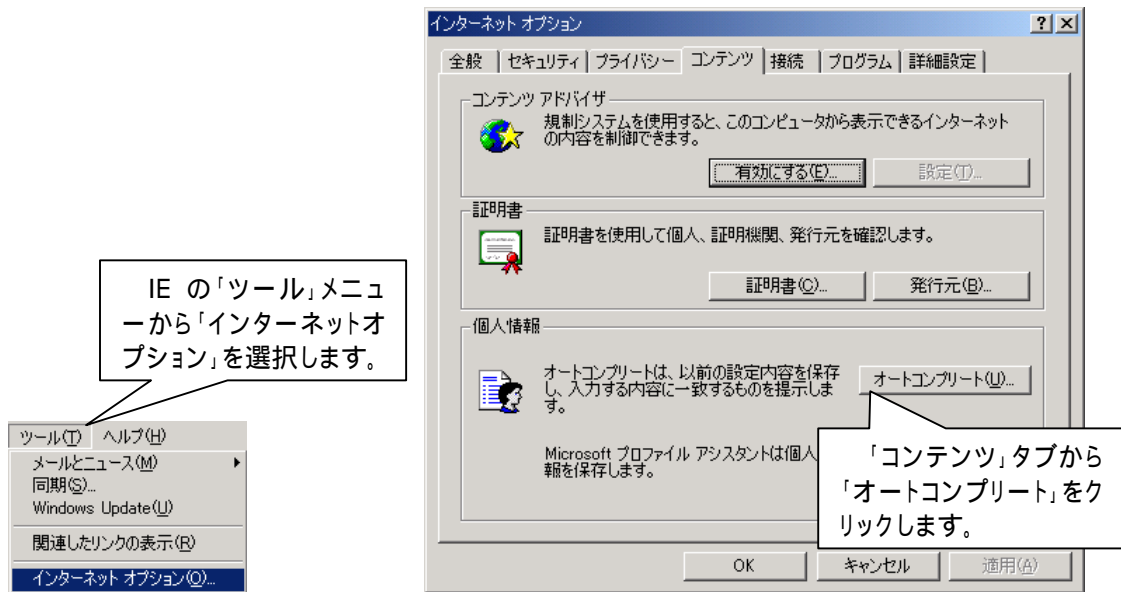 インターネット オプション
全般 セキュリティ プライバシー コンテンツ 接続 プログラム 詳細設定
コンテンツ アドバイザ
規制システムを使用すると、このコンピュータから表示できるインターネット
の内容を制御できます。
有効にする(E)... 設定(T)...
証明書
証明書を使用して個人、証明機関、発行元を確認します。
証明書(C)... 発行元(B)...
個人情報
オートコンプリートは、以前の設定内容を保存
し、入力する内容に一致するものを提示しま
す。
オートコンプリート(U)...
Microsoft プロファイル アシスタントは個人
報を保存します。
「コンテンツ」タブから
「オートコンプリート」をク
リックします。
OK キャンセル 適用(A)
IE の「ツール」メニュ
ーから「インターネットオ
プション」を選択します。
ツール(T) ヘルプ(H)
メールとニュース(M)
同期(S)...
Windows Update(U)
関連したリンクの表示(R)
インターネット オプション(O)...